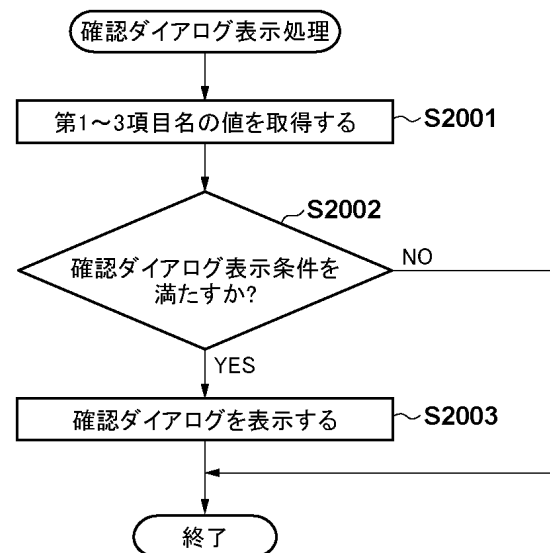 確認ダイアログ表示処理
第1～3項目名の値を取得する
S2001
S2002
確認ダイアログ表示条件を
満たすか?
NO
YES
確認ダイアログを表示する
S2003
終了